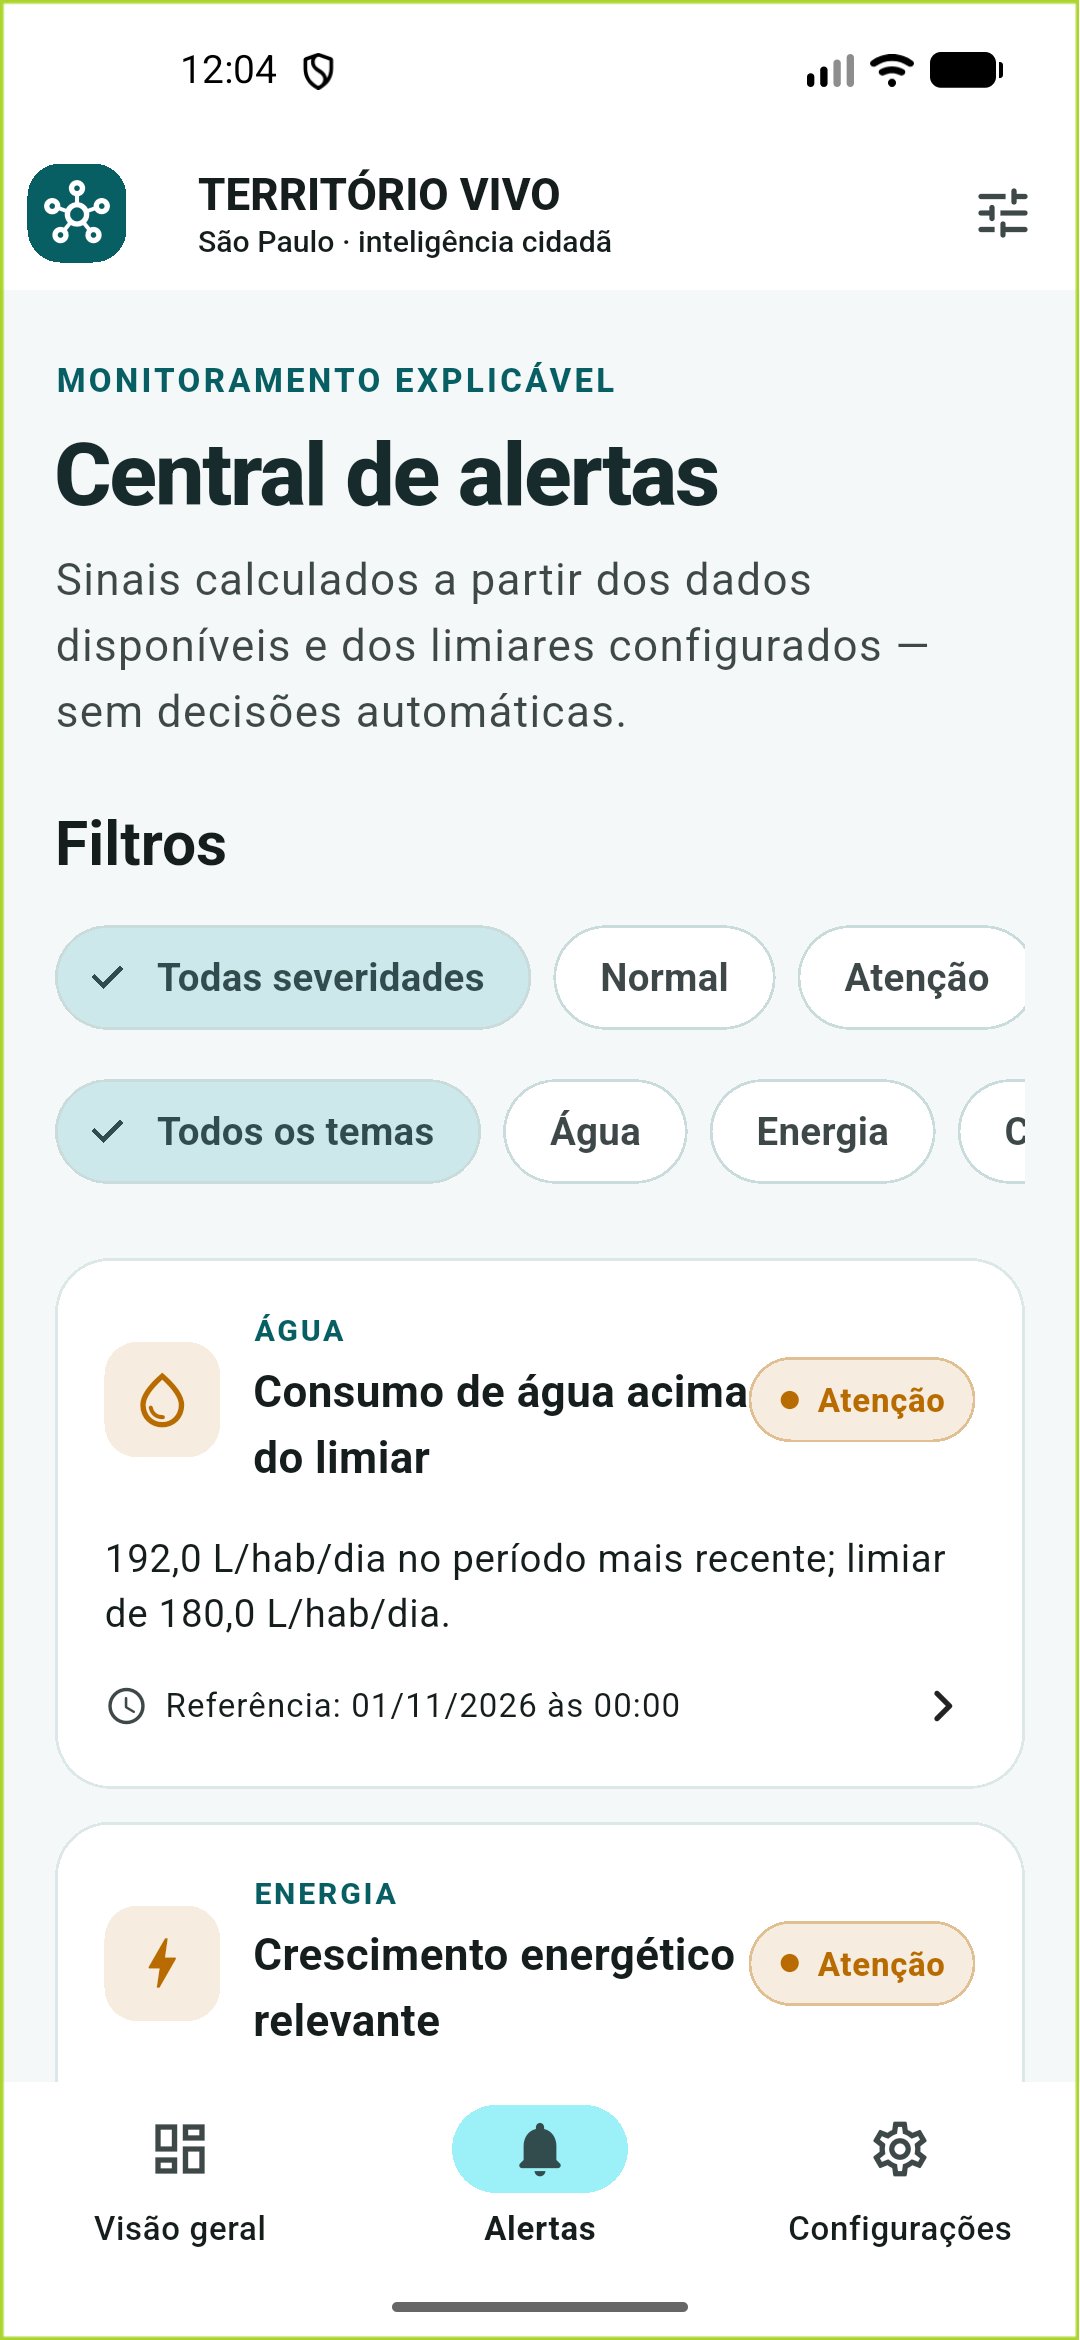 12:04
TERRITÓRIO VIVO
São Paulo · inteligência cidadã
MONITORAMENTO EXPLICÁVEL
Central de alertas
Sinais calculados a partir dos dados
disponíveis e dos limiares configurados —
sem decisões automáticas.
Filtros
Todas severidades Normal Atenção
Todos os temas Água Energia C
ÁGUA
Consumo de água acima
do limiar
Atenção
192,0 L/hab/dia no período mais recente; limiar
de 180,0 L/hab/dia.
Referência: 01/11/2026 às 00:00
ENERGIA
Crescimento energético
relevante
Atenção
Visão geral Alertas Configurações